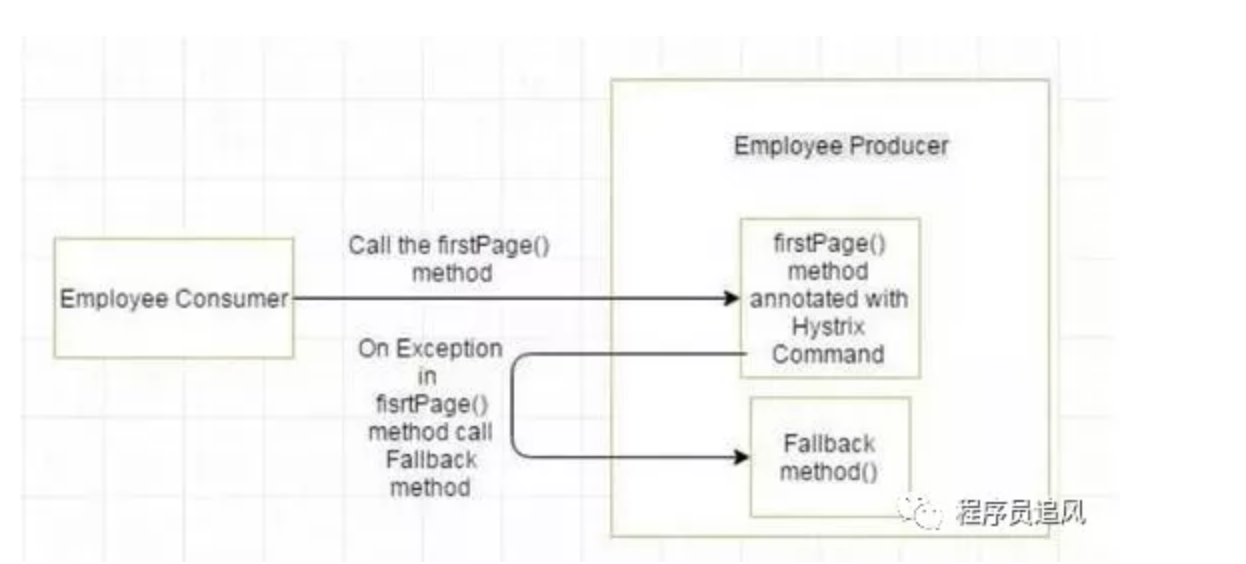 Employee Producer
Call the firstPage()
method
firstPage()
method
annotated with
Hystrix
Command
Employee Consumer
On Exception
in
fisrtPage()
method call
Fallback
method
Fallback
method()
程序员追风